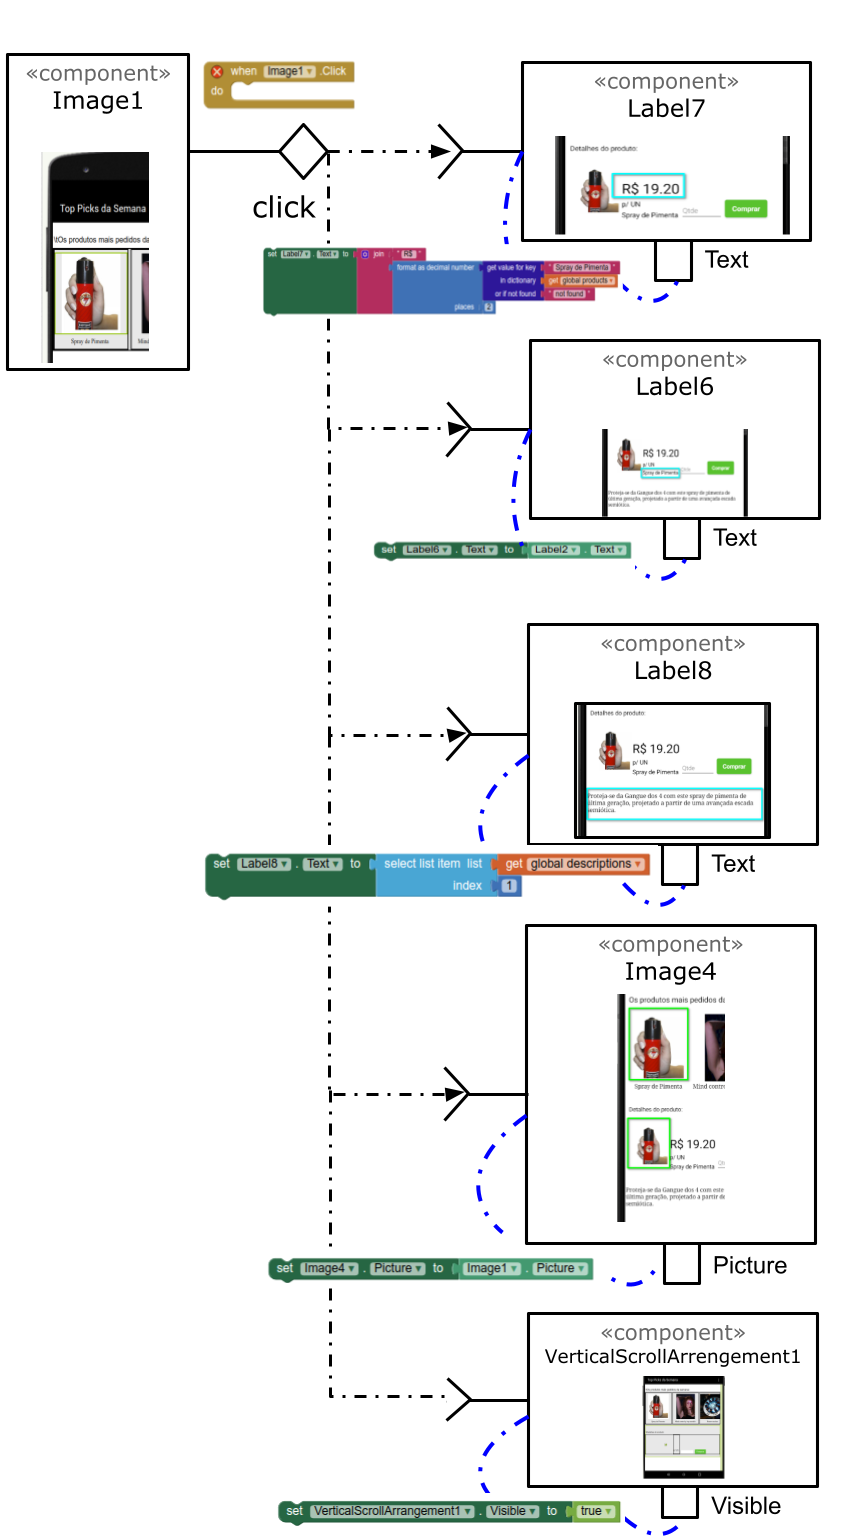 «component»
Image1
Top Picks da Semana
\tOs produtos mais pedidos da
Spray de Pimenta
Mind
when Image1 .Click
do
click
«component»
Label7
Detalhes do produto:
R$ 19.20
p/ UN
Spray de Pimenta Qtde Comprar
Text
set Label7 . Text to join " R$ "
format as decimal number get value for key " Spray de Pimenta "
in dictionary get global products
or if not found " not found "
places 2
«component»
Label6
R$ 19.20
p/ UN
Spray de Pimenta Qtde Comprar
Proteja-se da Gangue dos 4 com este spray de pimenta de
última geração, projetado a partir de uma avançada escada
semiótica.
Text
set Label6 . Text to Label2 . Text
«component»
Label8
Detalhes do produto:
R$ 19.20
p/ UN
Spray de Pimenta Qtde Comprar
Proteja-se da Gangue dos 4 com este spray de pimenta de
última geração, projetado a partir de uma avançada escada
semiótica.
Text
set Label8 . Text to select list item list get global descriptions
index 1
«component»
Image4
Os produtos mais pedidos da
Spray de Pimenta Mind contro
Detalhes do produto:
R$ 19.20
p/ UN
Spray de Pimenta Qt
Proteja-se da Gangue dos 4 com este
última geração, projetado a partir de
semiótica.
Picture
set Image4 . Picture to Image1 . Picture
«component»
VerticalScrollArrengement1
Top Picks da Semana
Visible
set VerticalScrollArrangement1 . Visible to true